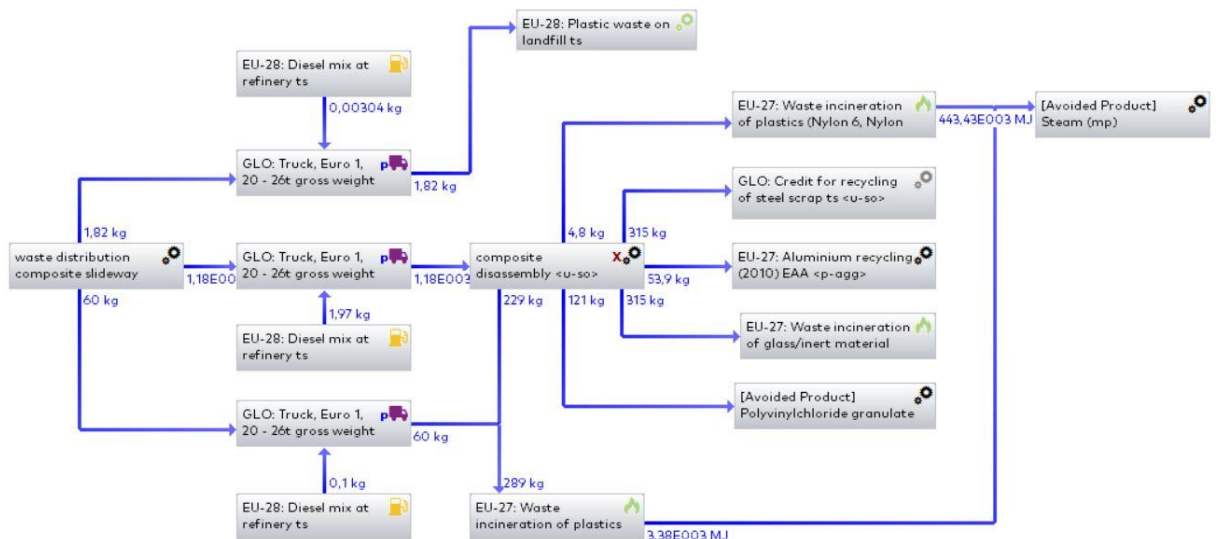 EU-28: Plastic waste on
landfill ts
EU-28: Diesel mix at
refinery ts
0,00304 kg
EU-27: Waste incineration
of plastics (Nylon 6, Nylon
443,43E003 MJ
[Avoided Product]
Steam (mp)
GLO: Truck, Euro 1,
20 - 26t gross weight
p
1,82 kg
GLO: Credit for recycling
of steel scrap ts <u-so>
1,82 kg
4,8 kg
315 kg
waste distribution
composite slideway
1,18E00
GLO: Truck, Euro 1,
20 - 26t gross weight
p
1,18E003
composite
disassembly <u-so>
X
53,9 kg
EU-27: Aluminium recycling
(2010) EAA <p-agg>
60 kg
229 kg
121 kg
315 kg
1,97 kg
EU-28: Diesel mix at
refinery ts
EU-27: Waste incineration
of glass/inert material
GLO: Truck, Euro 1,
20 - 26t gross weight
p
60 kg
[Avoided Product]
Polyvinylchloride granulate
0,1 kg
289 kg
EU-28: Diesel mix at
refinery ts
EU-27: Waste
incineration of plastics
3,38E003 MJ